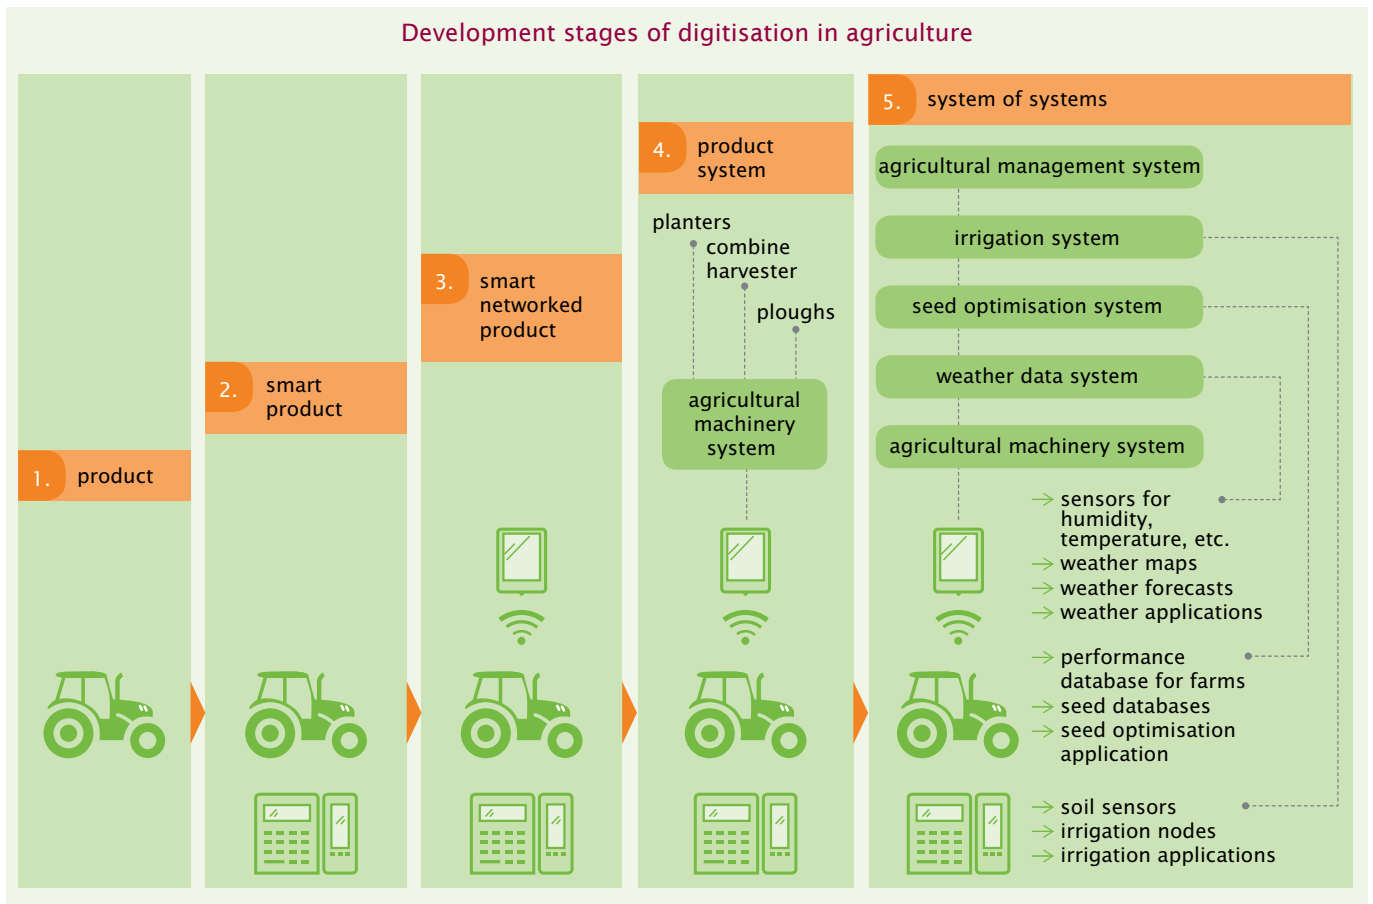 Development stages of digitisation in agriculture
1. product
2. smart
product
3. smart
networked
product
4. product
system
planters
combine
harvester
ploughs
agricultural
machinery
system
5. system of systems
agricultural management system
irrigation system
seed optimisation system
weather data system
agricultural machinery system
→ sensors for
humidity,
temperature, etc.
→ weather maps
→ weather forecasts
→ weather applications
→ performance
database for farms
→ seed databases
→ seed optimisation
application
→ soil sensors
→ irrigation nodes
→ irrigation applications